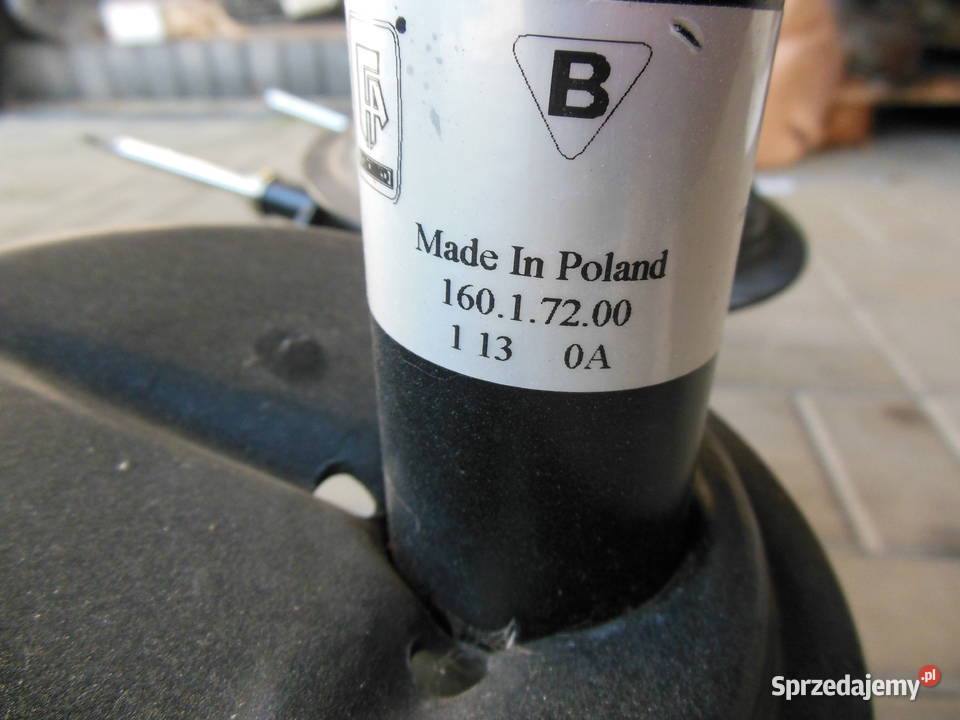 B
Made In Poland
160.1.72.00
1 13 0A
Sprzedajemy.pl